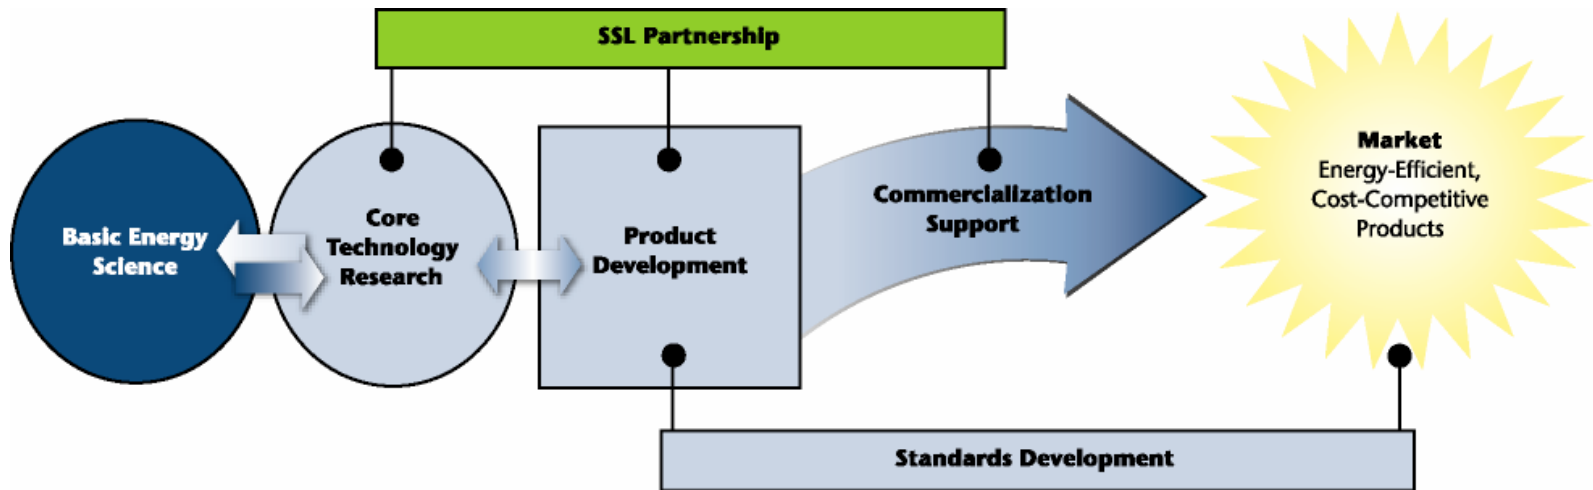 SSL Partnership
Basic Energy
Science
Core
Technology
Research
Product
Development
Commercialization
Support
Market
Energy-Efficient,
Cost-Competitive
Products
Standards Development